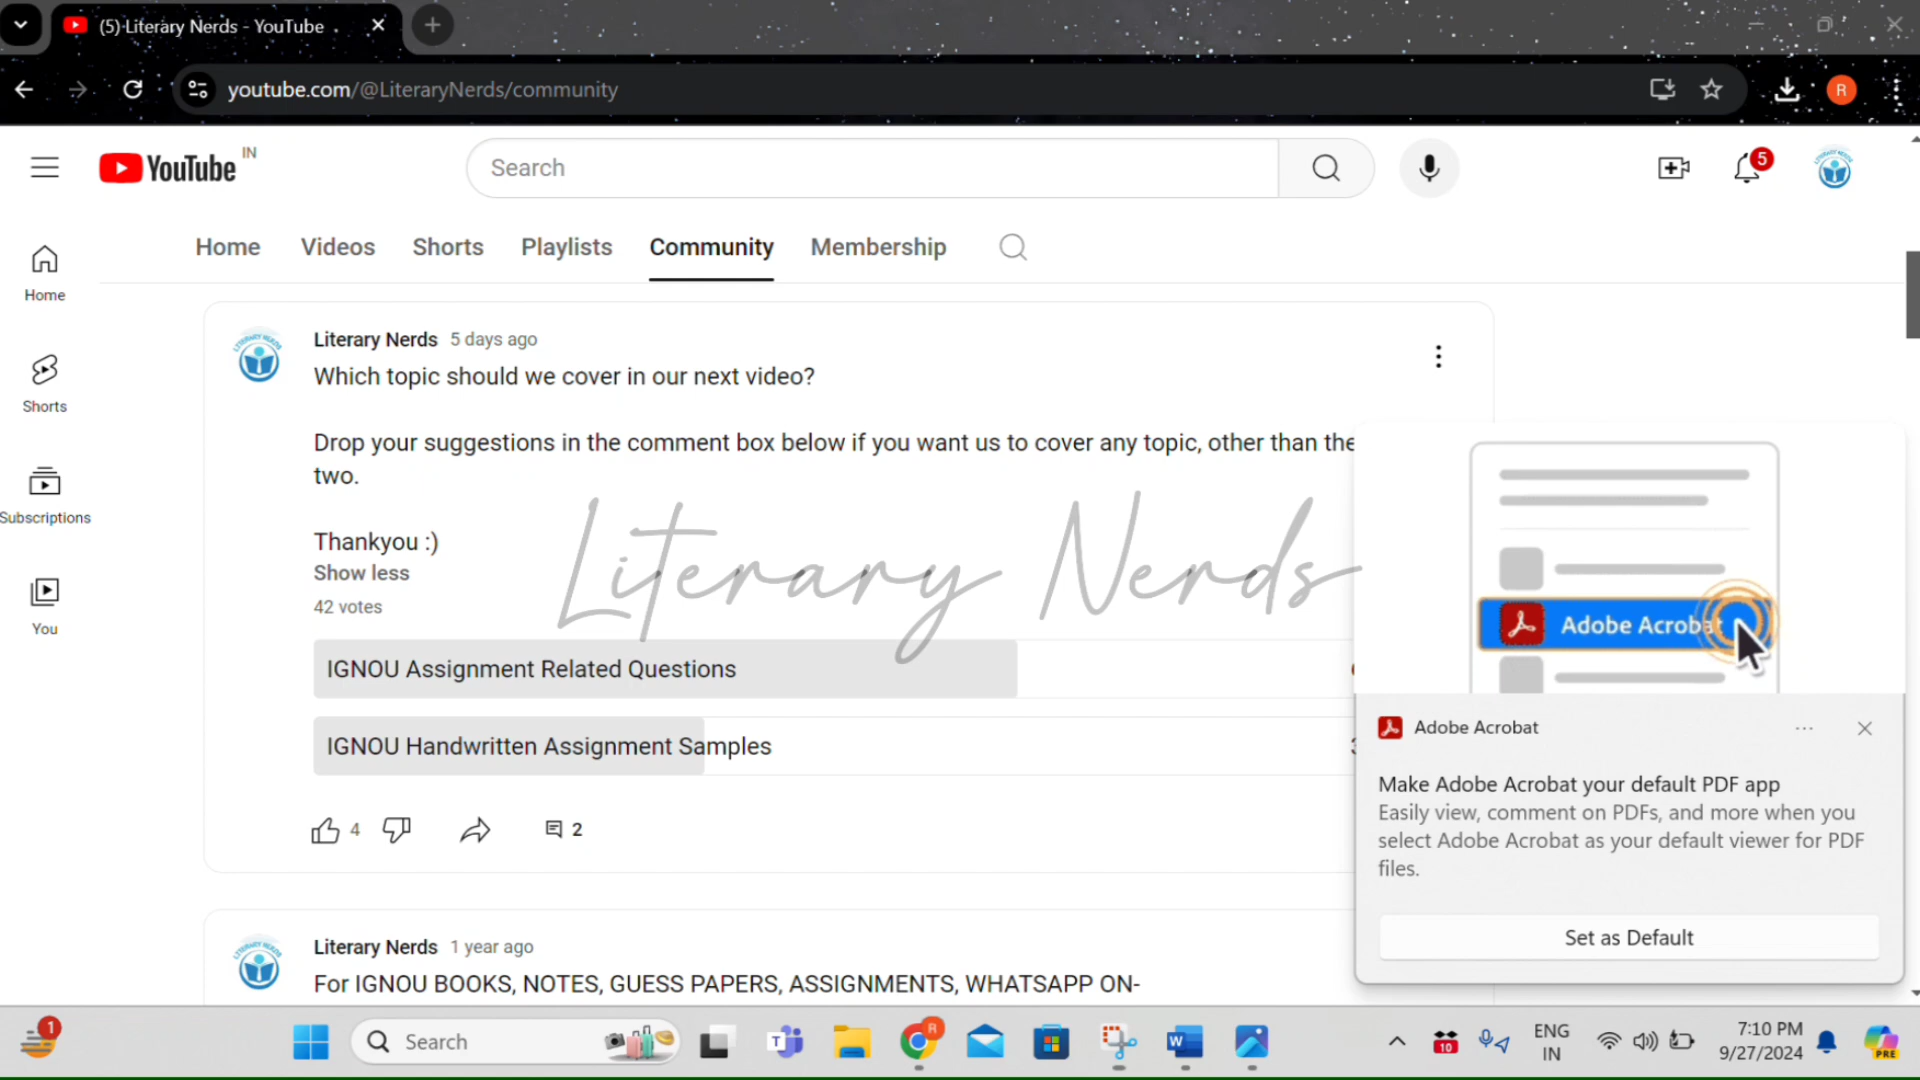 (5) Literary Nerds - YouTube
youtube.com/@LiteraryNerds/community
R
YouTube IN
Search
5
Home Videos Shorts Playlists Community Membership
Home
Shorts
Subscriptions
You
Literary Nerds 5 days ago
Which topic should we cover in our next video?
Drop your suggestions in the comment box below if you want us to cover any topic, other than the
two.
Thankyou :)
Show less
42 votes
IGNOU Assignment Related Questions
IGNOU Handwritten Assignment Samples
4 2
Literary Nerds
Adobe Acrobat
Adobe Acrobat
Make Adobe Acrobat your default PDF app
Easily view, comment on PDFs, and more when you
select Adobe Acrobat as your default viewer for PDF
files.
Set as Default
Literary Nerds 1 year ago
For IGNOU BOOKS, NOTES, GUESS PAPERS, ASSIGNMENTS, WHATSAPP ON-
1
Search
T
R
W
10
ENG
IN
7:10 PM
9/27/2024
PRE